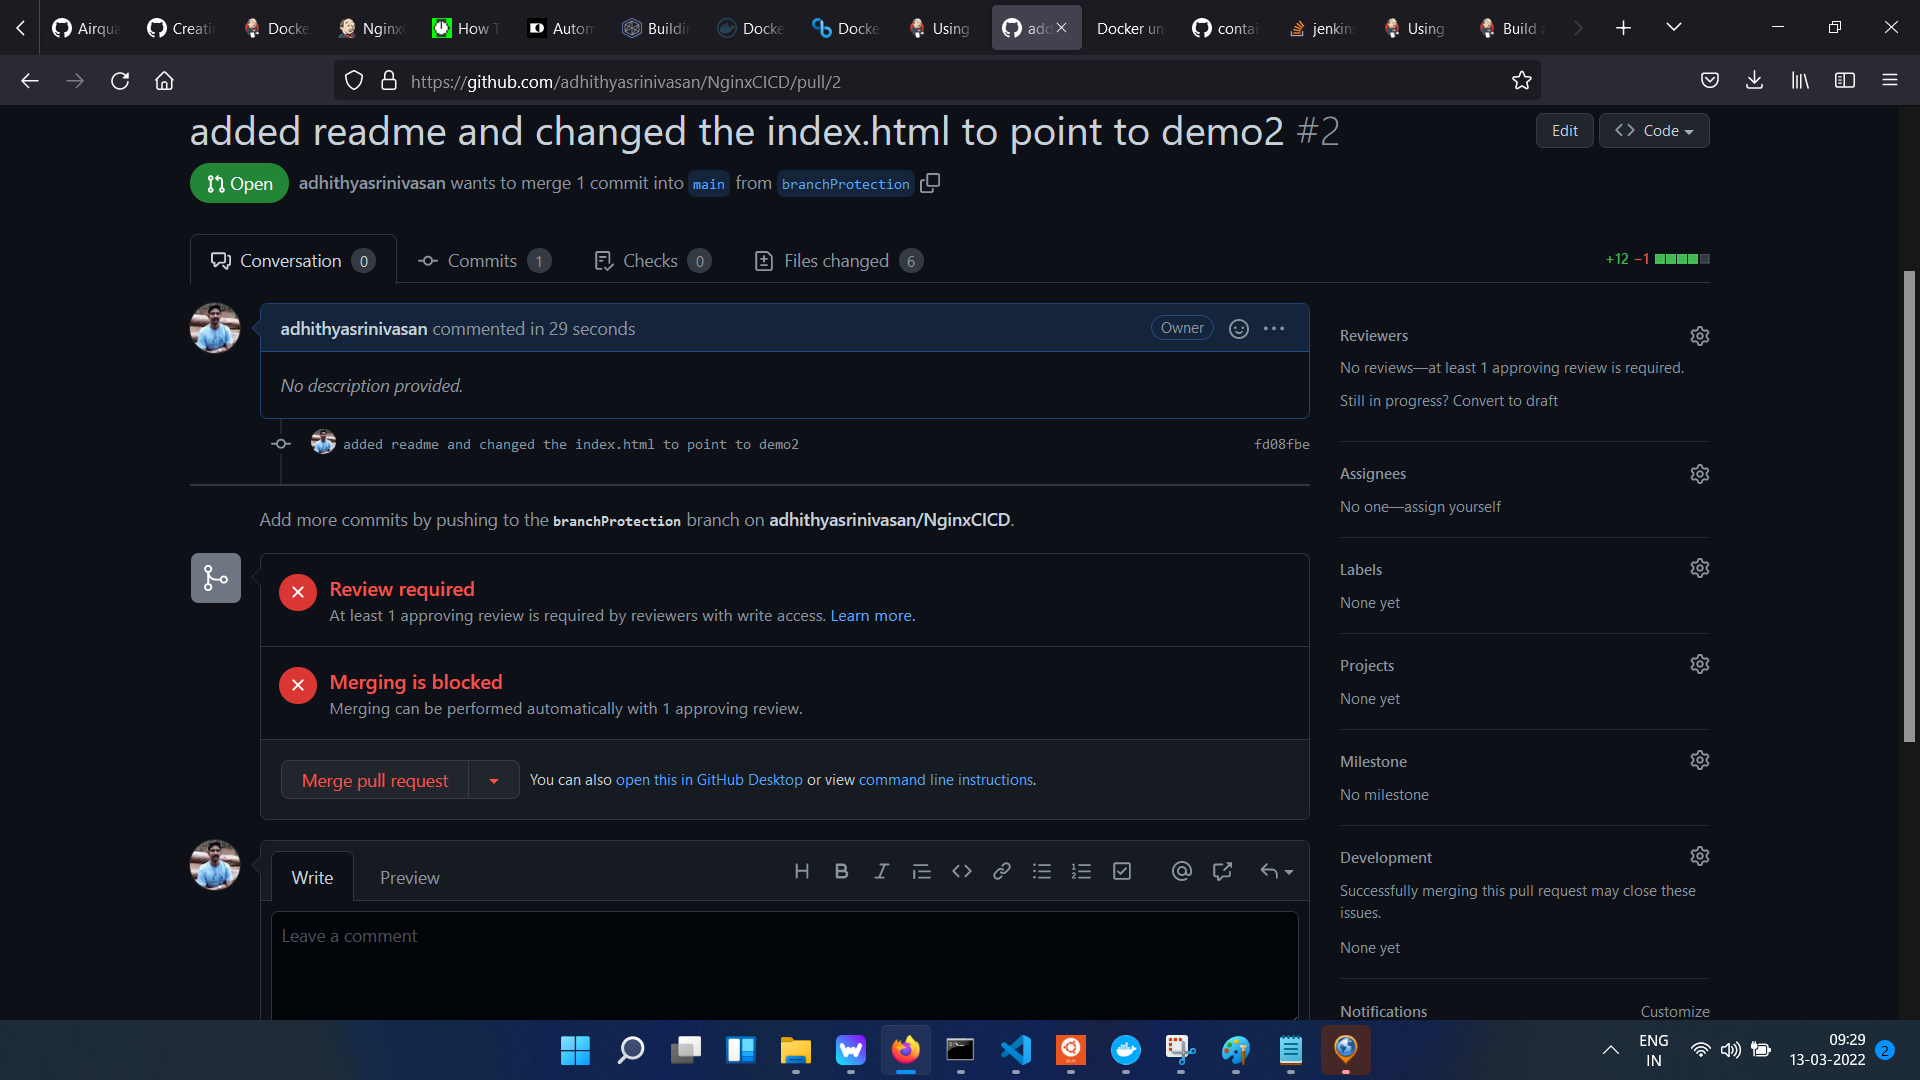 Airqua
Creatin
Docke
Nginx
How T
Autom
Buildin
Docke
Docke
Using
add
Docker un
contai
jenkin
Using
Build a
https://github.com/adhithyasrinivasan/NginxCICD/pull/2
added readme and changed the index.html to point to demo2 #2
Edit
Code
Open
adhithyasrinivasan wants to merge 1 commit into main from branchProtection
Conversation 0
Commits 1
Checks 0
Files changed 6
+12 −1
adhithyasrinivasan commented in 29 seconds
Owner
No description provided.
added readme and changed the index.html to point to demo2
fd08fbe
Add more commits by pushing to the branchProtection branch on adhithyasrinivasan/NginxCICD.
Review required
At least 1 approving review is required by reviewers with write access. Learn more.
Merging is blocked
Merging can be performed automatically with 1 approving review.
Merge pull request
You can also open this in GitHub Desktop or view command line instructions.
Write
Preview
H B I
Leave a comment
Reviewers
No reviews—at least 1 approving review is required.
Still in progress? Convert to draft
Assignees
No one—assign yourself
Labels
None yet
Projects
None yet
Milestone
No milestone
Development
Successfully merging this pull request may close these
issues.
None yet
Notifications
Customize
ENG
IN
09:29
13-03-2022
2